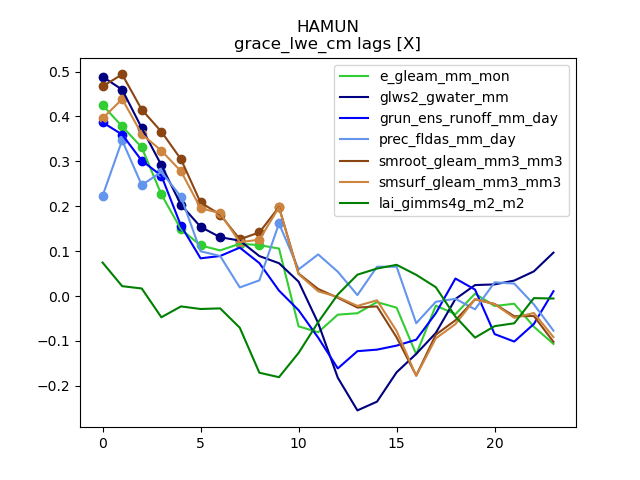 HAMUN
grace_lwe_cm lags [X]
0.5
0.4
0.3
0.2
0.1
0.0
−0.1
−0.2
0
5
10
15
20
e_gleam_mm_mon
glws2_gwater_mm
grun_ens_runoff_mm_day
prec_fldas_mm_day
smroot_gleam_mm3_mm3
smsurf_gleam_mm3_mm3
lai_gimms4g_m2_m2